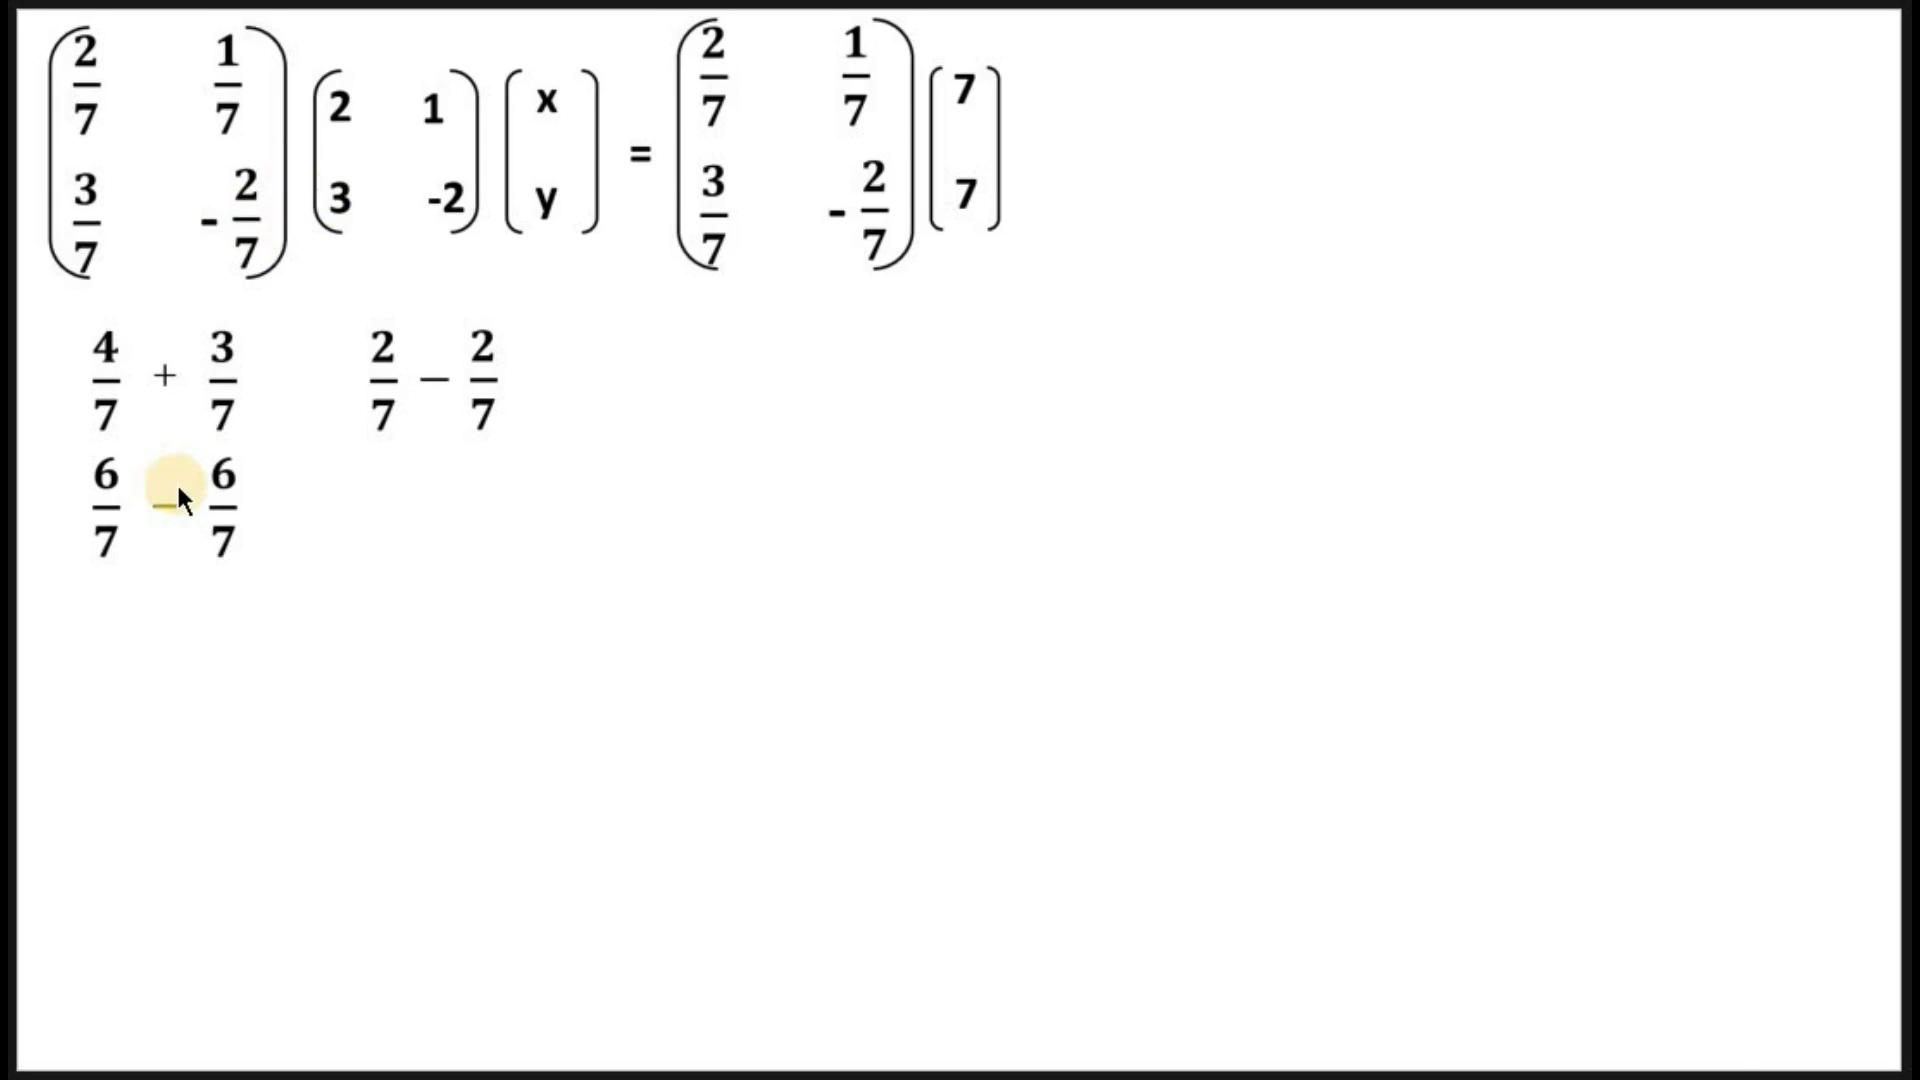 (2/7 1/7 3/7 -2/7) (2 1 3 -2) (x y) = (2/7 1/7 3/7 -2/7) (7 7)
4/7 + 3/7 2/7 − 2/7
6/7 − 6/7